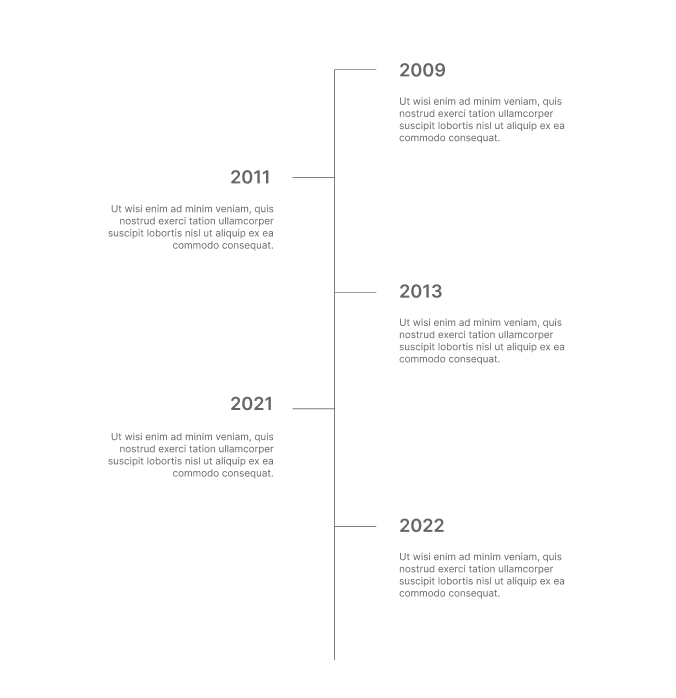 2009
Ut wisi enim ad minim veniam, quis
nostrud exerci tation ullamcorper
suscipit lobortis nisl ut aliquip ex ea
commodo consequat.
2011
Ut wisi enim ad minim veniam, quis
nostrud exerci tation ullamcorper
suscipit lobortis nisl ut aliquip ex ea
commodo consequat.
2013
Ut wisi enim ad minim veniam, quis
nostrud exerci tation ullamcorper
suscipit lobortis nisl ut aliquip ex ea
commodo consequat.
2021
Ut wisi enim ad minim veniam, quis
nostrud exerci tation ullamcorper
suscipit lobortis nisl ut aliquip ex ea
commodo consequat.
2022
Ut wisi enim ad minim veniam, quis
nostrud exerci tation ullamcorper
suscipit lobortis nisl ut aliquip ex ea
commodo consequat.